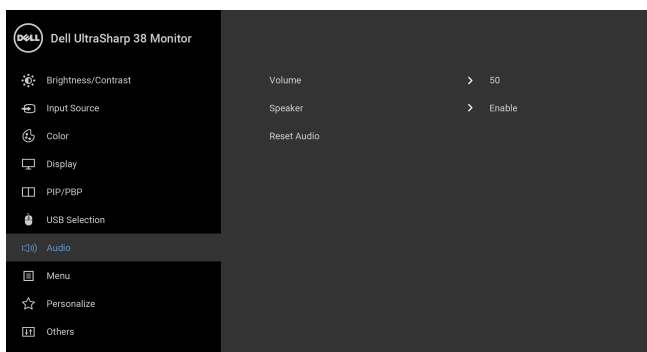 DELL Dell UltraSharp 38 Monitor
Brightness/Contrast
Input Source
Color
Display
PIP/PBP
USB Selection
Audio
Menu
Personalize
Others
Volume 50
Speaker Enable
Reset Audio